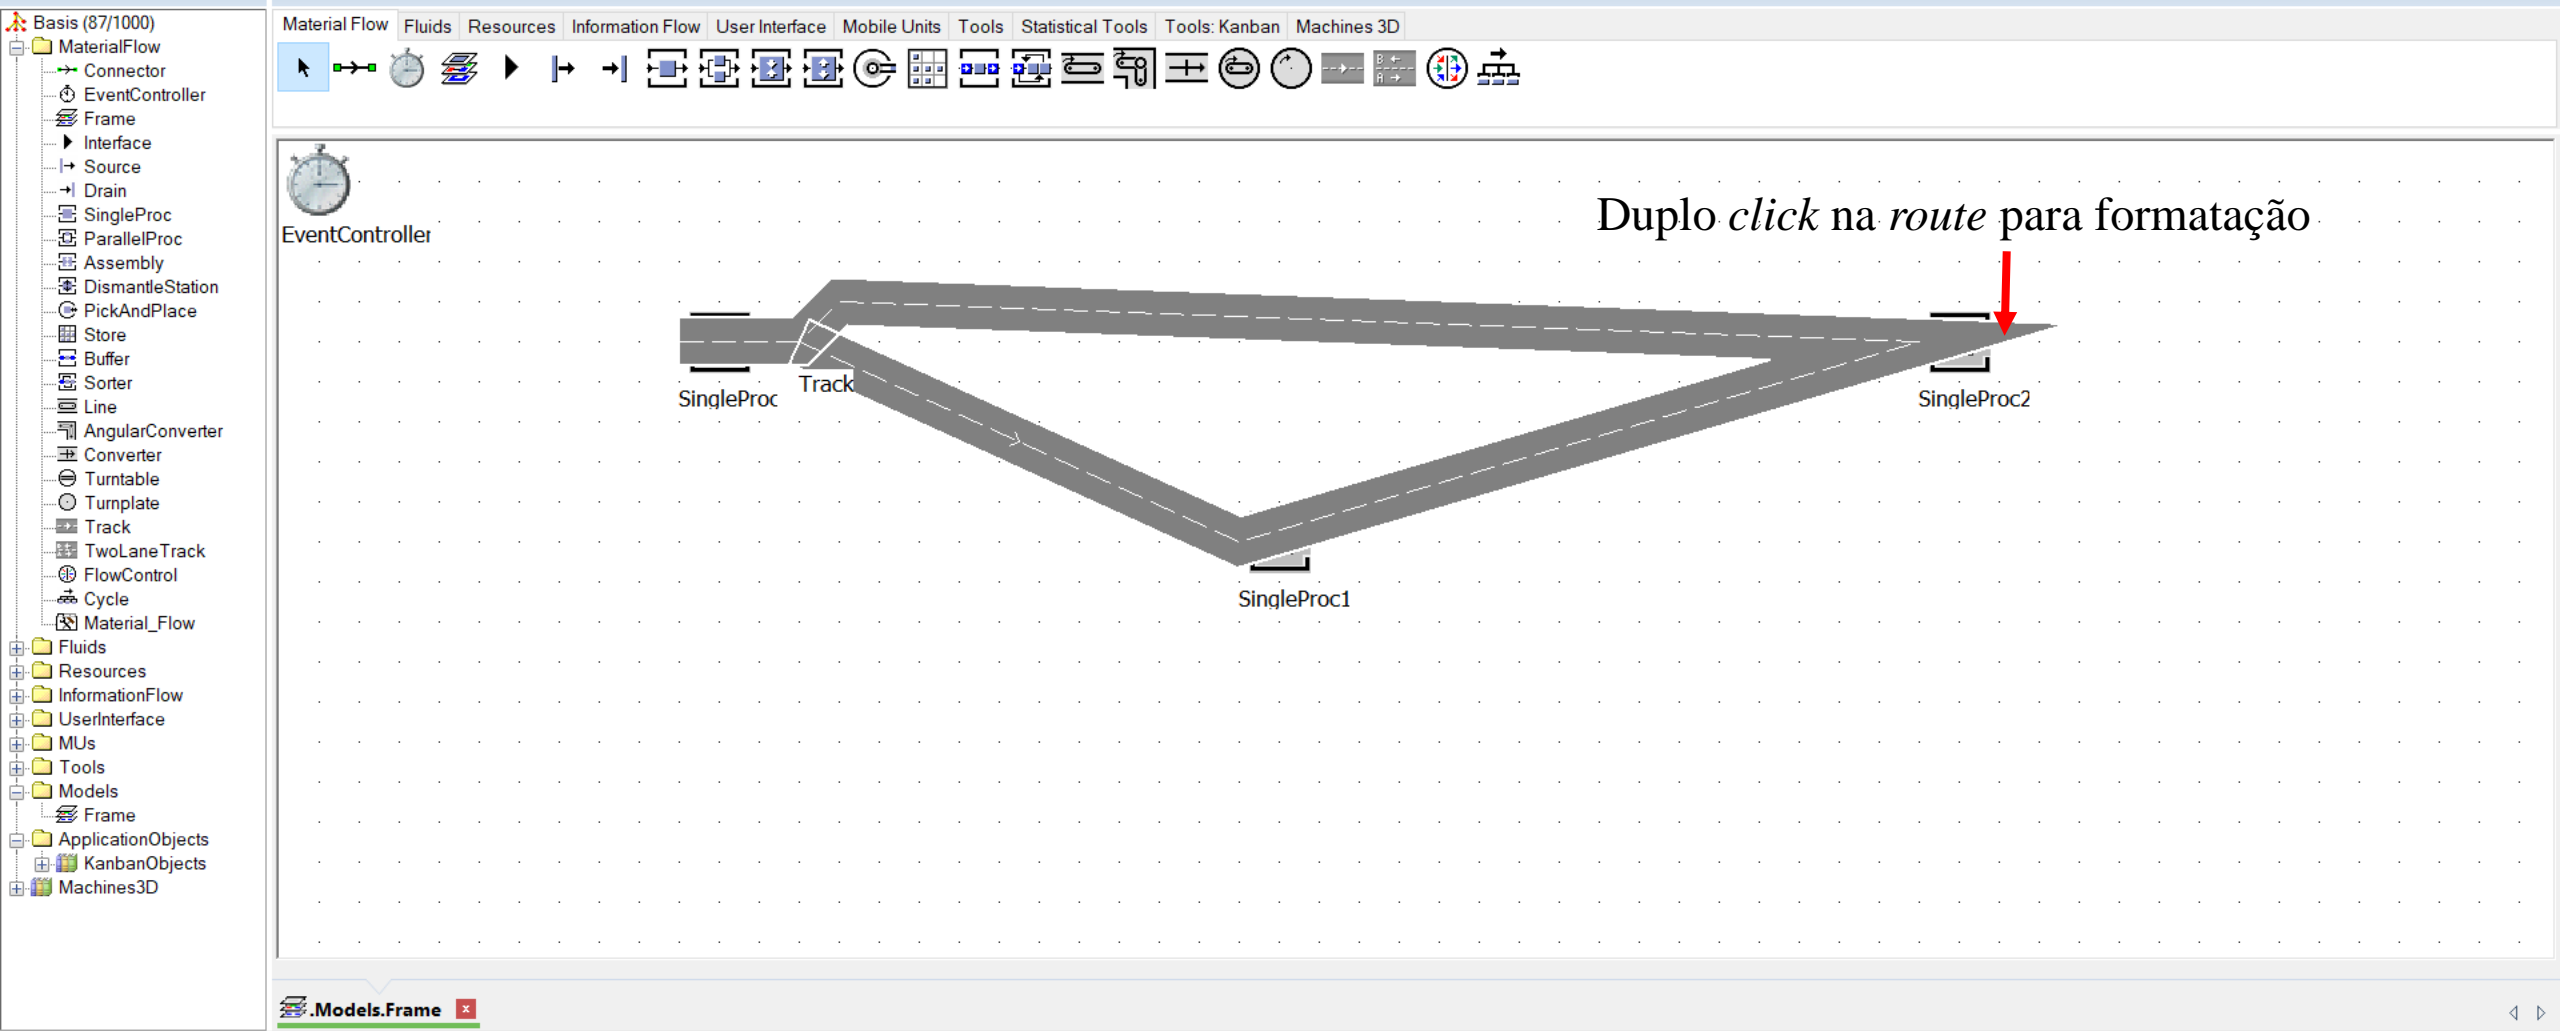 Basis (87/1000)
MaterialFlow
Connector
EventController
Frame
Interface
Source
Drain
SingleProc
ParallelProc
Assembly
DismantleStation
PickAndPlace
Store
Buffer
Sorter
Line
AngularConverter
Converter
Turntable
Turnplate
Track
TwoLaneTrack
FlowControl
Cycle
Material_Flow
Fluids
Resources
InformationFlow
UserInterface
MUs
Tools
Models
Frame
ApplicationObjects
KanbanObjects
Machines3D
Material Flow Fluids Resources Information Flow User Interface Mobile Units Tools Statistical Tools Tools: Kanban Machines 3D
B
A
EventController
Duplo click na route para formatação
SingleProc
Track
SingleProc2
SingleProc1
.Models.Frame